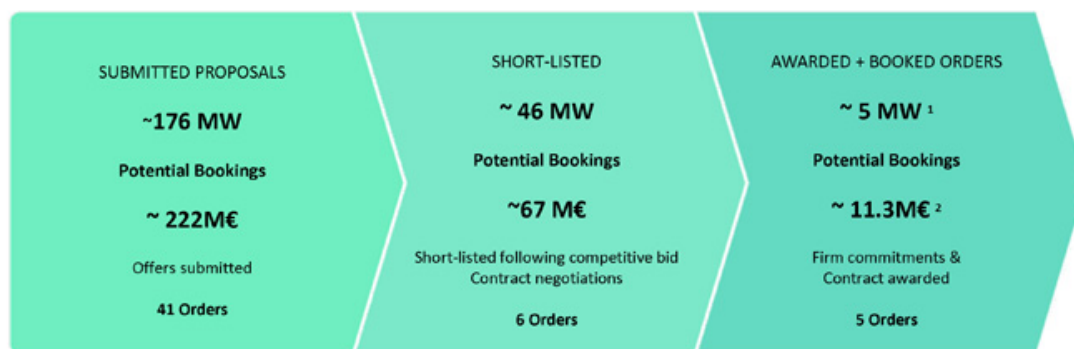 SUBMITTED PROPOSALS
~176 MW
Potential Bookings
~ 222M€
Offers submitted
41 Orders
SHORT-LISTED
~ 46 MW
Potential Bookings
~67 M€
Short-listed following competitive bid
Contract negotiations
6 Orders
AWARDED + BOOKED ORDERS
~ 5 MW ¹
Potential Bookings
~ 11.3M€ ²
Firm commitments &
Contract awarded
5 Orders